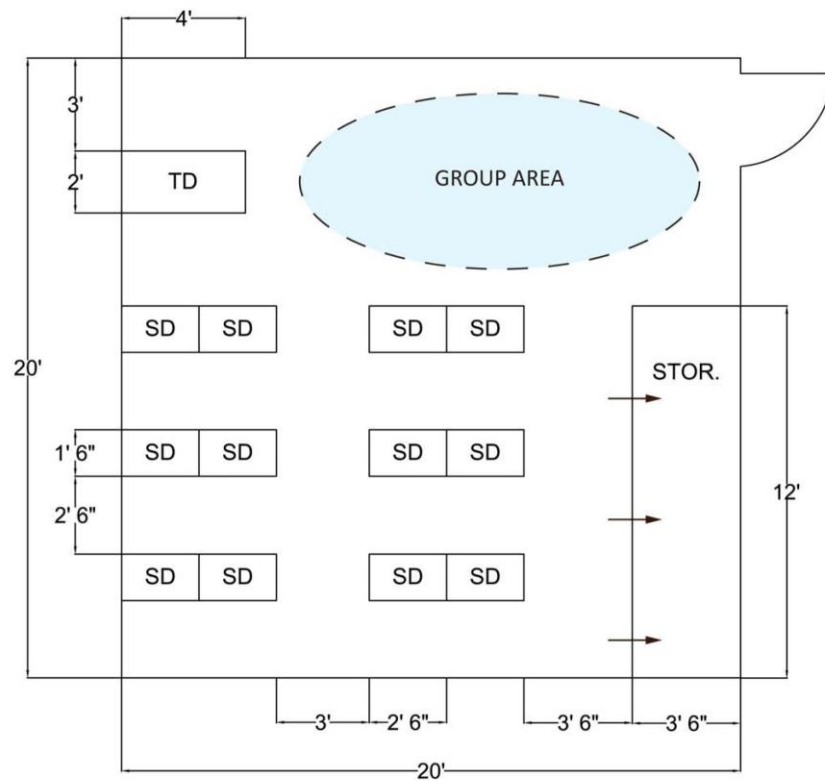 4'
3'
2'
TD
GROUP AREA
SD SD SD SD
STOR.
20'
1' 6"
SD SD SD SD
2' 6"
12'
SD SD SD SD
3' 2' 6" 3' 6" 3' 6"
20'